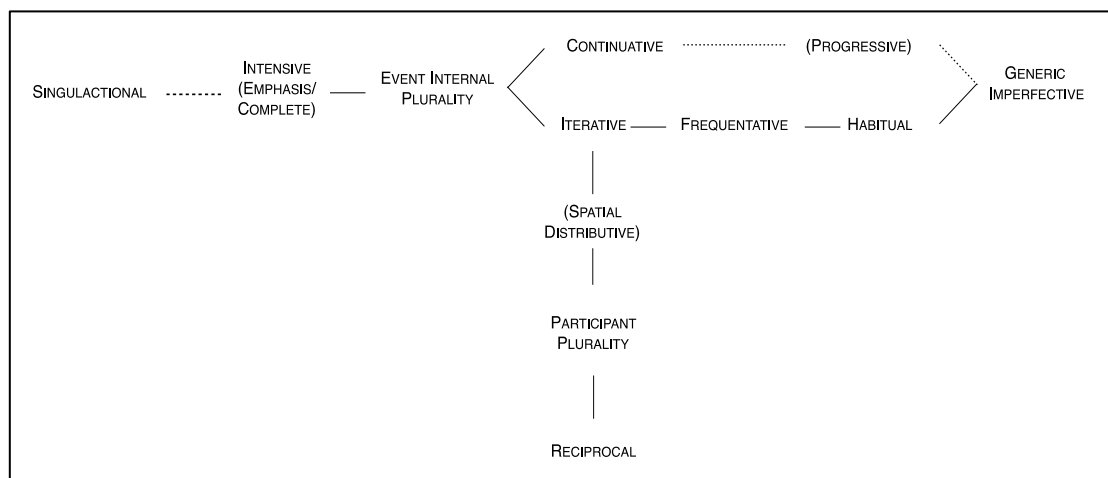 SINGULACTIONAL
INTENSIVE
(EMPHASIS/
COMPLETE)
EVENT INTERNAL
PLURALITY
CONTINUATIVE
(PROGRESSIVE)
GENERIC
IMPERFECTIVE
ITERATIVE
FREQUENTATIVE
HABITUAL
(SPATIAL
DISTRIBUTIVE)
PARTICIPANT
PLURALITY
RECIPROCAL